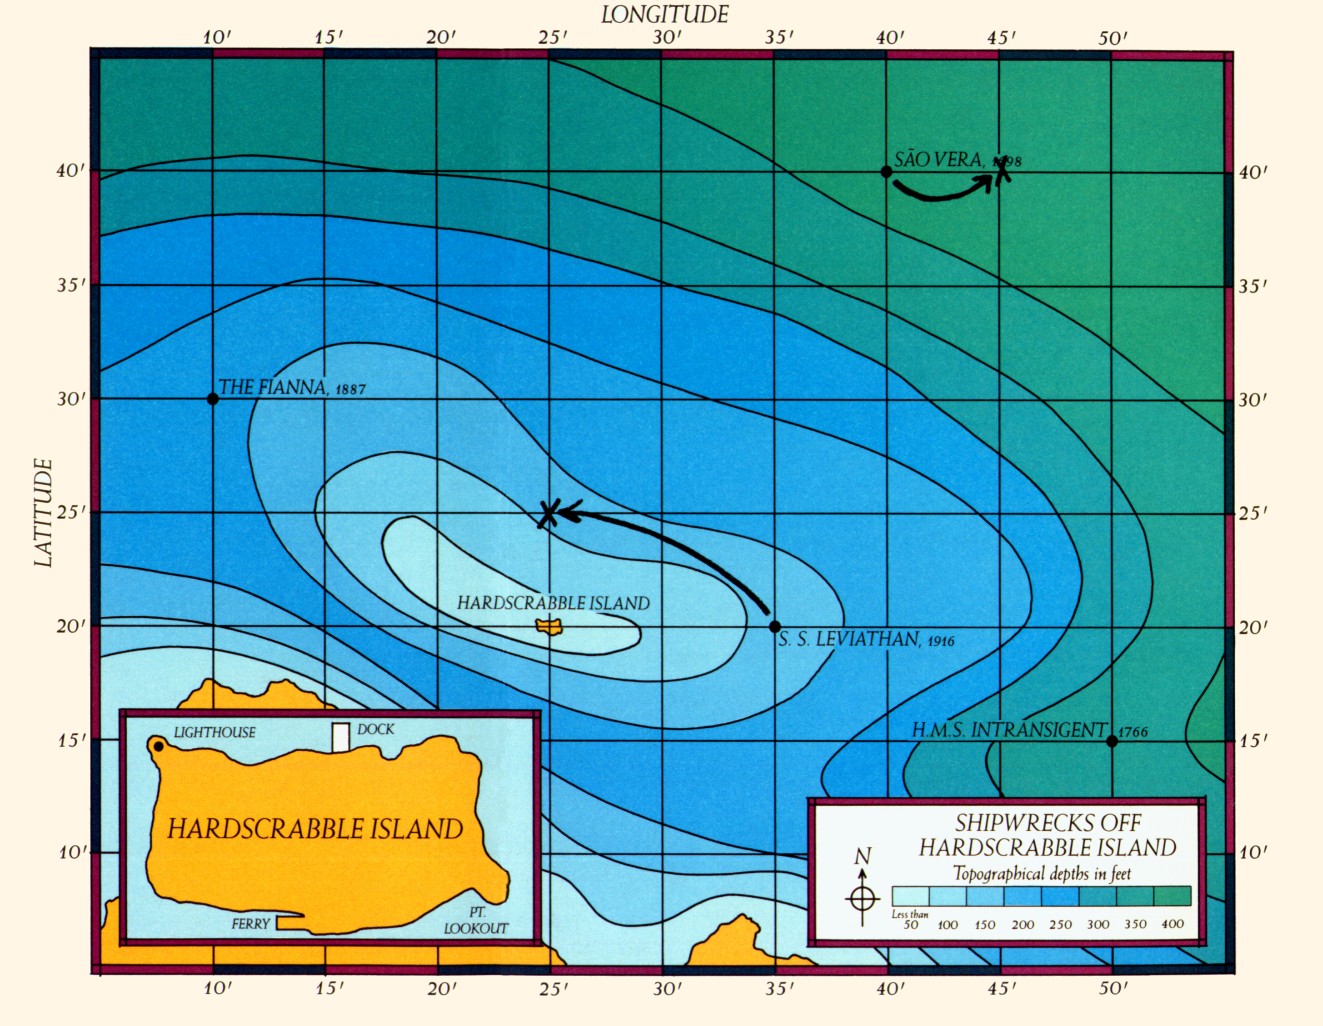 LONGITUDE
10' 15' 20' 25' 30' 35' 40' 45' 50'
SÃO VERA,
40' 40'
35' 35'
THE FIANNA, 1887
30' 30'
LATITUDE
25' 25'
HARDSCRABBLE ISLAND
20' 20'
S. S. LEVIATHAN, 1916
H.M.S. INTRANSIGENT 1766
15' 15'
LIGHTHOUSE
DOCK
HARDSCRABBLE ISLAND
FERRY
PT.
LOOKOUT
10' 10'
SHIPWRECKS OFF
HARDSCRABBLE ISLAND
Topographical depths in feet
N
Less than
50 100 150 200 250 300 350 400
10' 15' 20' 25' 30' 35' 40' 45' 50'